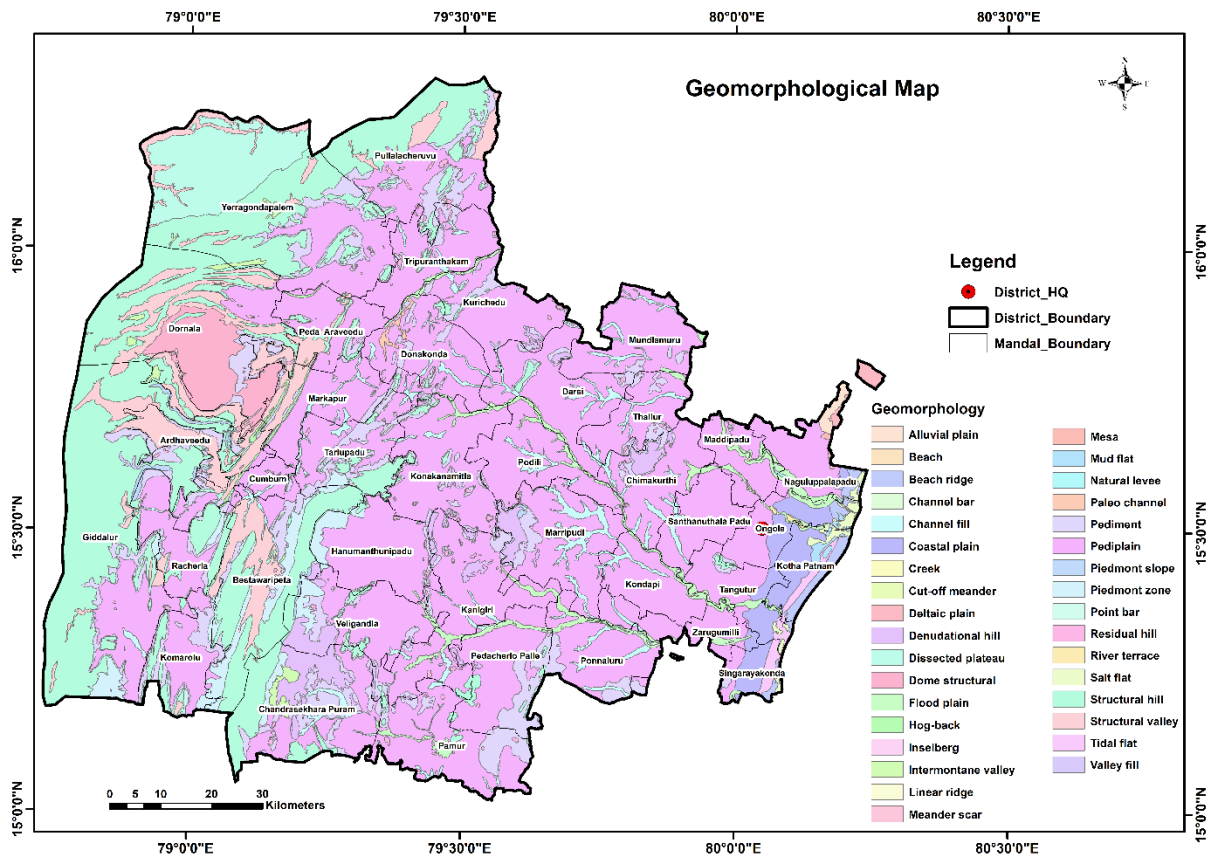 79°0'0"E
79°30'0"E
80°0'0"E
80°30'0"E
Geomorphological Map
N
W
E
S
16°0'0"N
15°30'0"N
15°0'0"N
16°0'0"N
15°30'0"N
15°0'0"N
Pullalacheruvu
Yerragondapalem
Tripuranthakam
Kurichedu
Dornala
Peda Araveedu
Mundlamuru
Donakonda
Darsi
Markapur
Thallur
Ardhaveedu
Maddipadu
Tarlupadu
Podili
Cumbum
Konakanamitla
Chimakurthi
Naguluppalapadu
Santhanuthala Padu
Ongole
Giddalur
Marripudi
Hanumanthunipadu
Racherla
Kotha Patnam
Bestawaripeta
Kondapi
Tangutur
Kanigiri
Veligandla
Zarugumilli
Komarolu
Pedacherlo Palle
Ponnaluru
Singarayakonda
Chandrasekhara Puram
Pamur
Legend
District_HQ
District_Boundary
Mandal_Boundary
Geomorphology
Alluvial plain
Beach
Beach ridge
Channel bar
Channel fill
Coastal plain
Creek
Cut-off meander
Deltaic plain
Denudational hill
Dissected plateau
Dome structural
Flood plain
Hog-back
Inselberg
Intermontane valley
Linear ridge
Meander scar
Mesa
Mud flat
Natural levee
Paleo channel
Pediment
Pediplain
Piedmont slope
Piedmont zone
Point bar
Residual hill
River terrace
Salt flat
Structural hill
Structural valley
Tidal flat
Valley fill
0 5 10 20 30
Kilometers
79°0'0"E
79°30'0"E
80°0'0"E
80°30'0"E